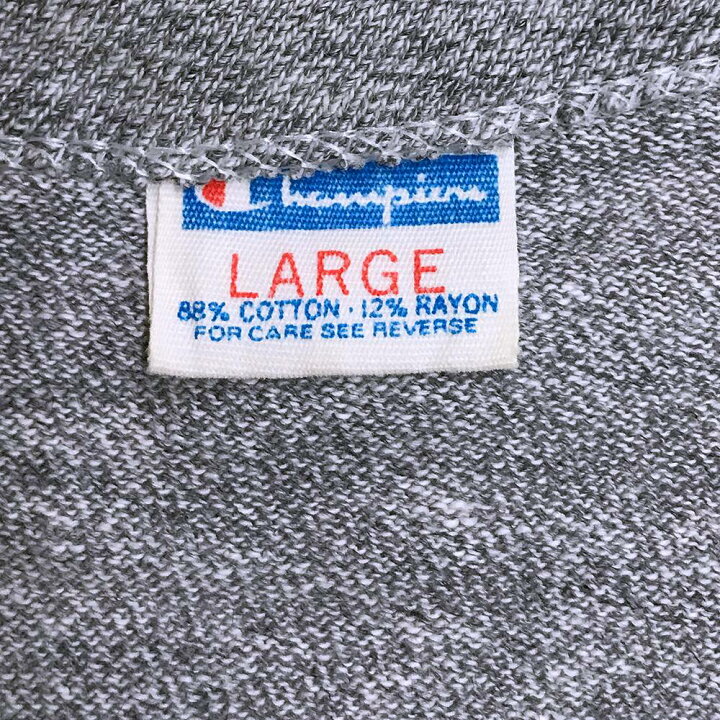 Champion
LARGE
88% COTTON · 12% RAYON
FOR CARE SEE REVERSE